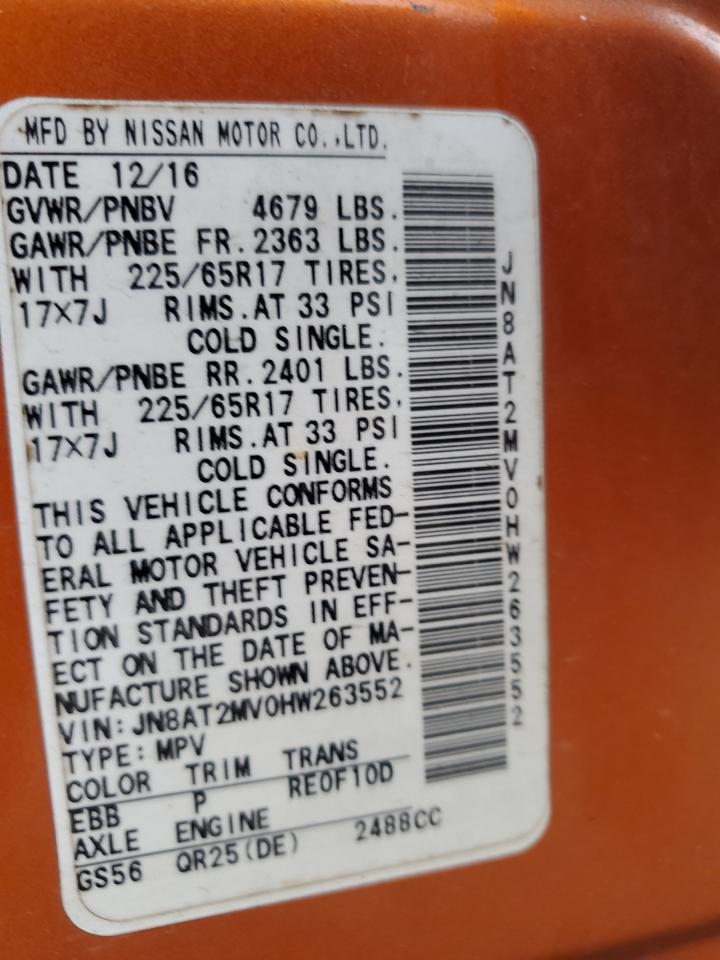 MFD BY NISSAN MOTOR CO.,LTD.
DATE 12/16
GVWR/PNBV 4679 LBS.
GAWR/PNBE FR. 2363 LBS.
WITH 225/65R17 TIRES,
17×7J RIMS. AT 33 PSI
COLD SINGLE.
GAWR/PNBE RR. 2401 LBS.
WITH 225/65R17 TIRES,
17×7J RIMS. AT 33 PSI
COLD SINGLE.
THIS VEHICLE CONFORMS
TO ALL APPLICABLE FED-
ERAL MOTOR VEHICLE SA-
FETY AND THEFT PREVEN-
TION STANDARDS IN EFF-
ECT ON THE DATE OF MA-
NUFACTURE SHOWN ABOVE.
VIN: JN8AT2MV0HW263552
TYPE: MPV
COLOR TRIM TRANS
EBB P RE0F10D
AXLE ENGINE
GS56 QR25(DE) 2488CC
JN8AT2MV0HW263552